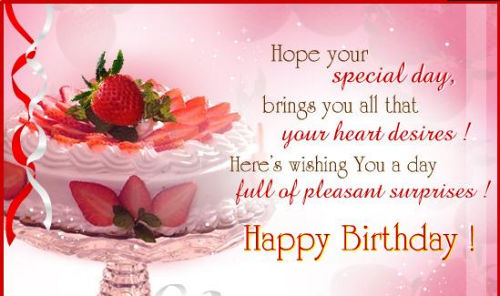 Hope your
special day,
brings you all that
your heart desires !
Here's wishing You a day
full of pleasant surprises !
Happy Birthday !